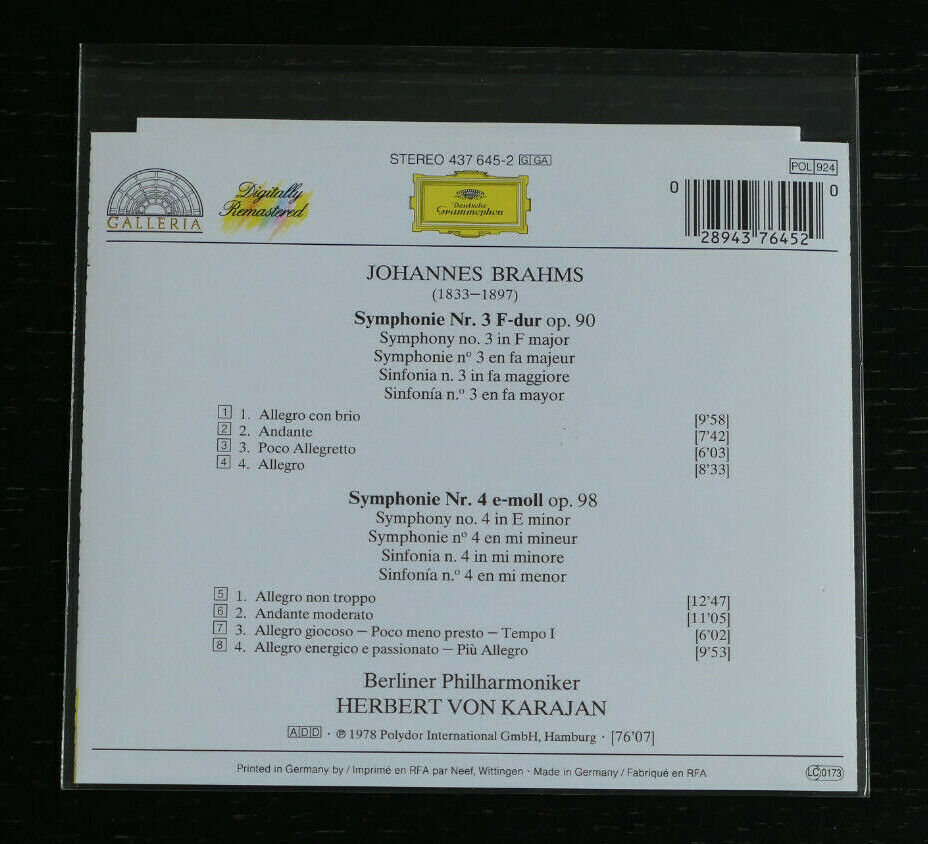 STEREO 437 645-2 GI GA
POL 924
GALLERIA
Digitally
Remastered
Deutsche
Grammophon
0 28943 76452 0
JOHANNES BRAHMS
(1833–1897)
Symphonie Nr. 3 F-dur op. 90
Symphony no. 3 in F major
Symphonie nº 3 en fa majeur
Sinfonia n. 3 in fa maggiore
Sinfonía n.º 3 en fa mayor
1 1. Allegro con brio [9'58]
2 2. Andante [7'42]
3 3. Poco Allegretto [6'03]
4 4. Allegro [8'33]
Symphonie Nr. 4 e-moll op. 98
Symphony no. 4 in E minor
Symphonie nº 4 en mi mineur
Sinfonia n. 4 in mi minore
Sinfonía n.º 4 en mi menor
5 1. Allegro non troppo [12'47]
6 2. Andante moderato [11'05]
7 3. Allegro giocoso – Poco meno presto – Tempo I [6'02]
8 4. Allegro energico e passionato – Più Allegro [9'53]
Berliner Philharmoniker
HERBERT VON KARAJAN
ADD · ℗ 1978 Polydor International GmbH, Hamburg · [76'07]
Printed in Germany by / Imprimé en RFA par Neef, Wittingen · Made in Germany / Fabriqué en RFA
LC 0173